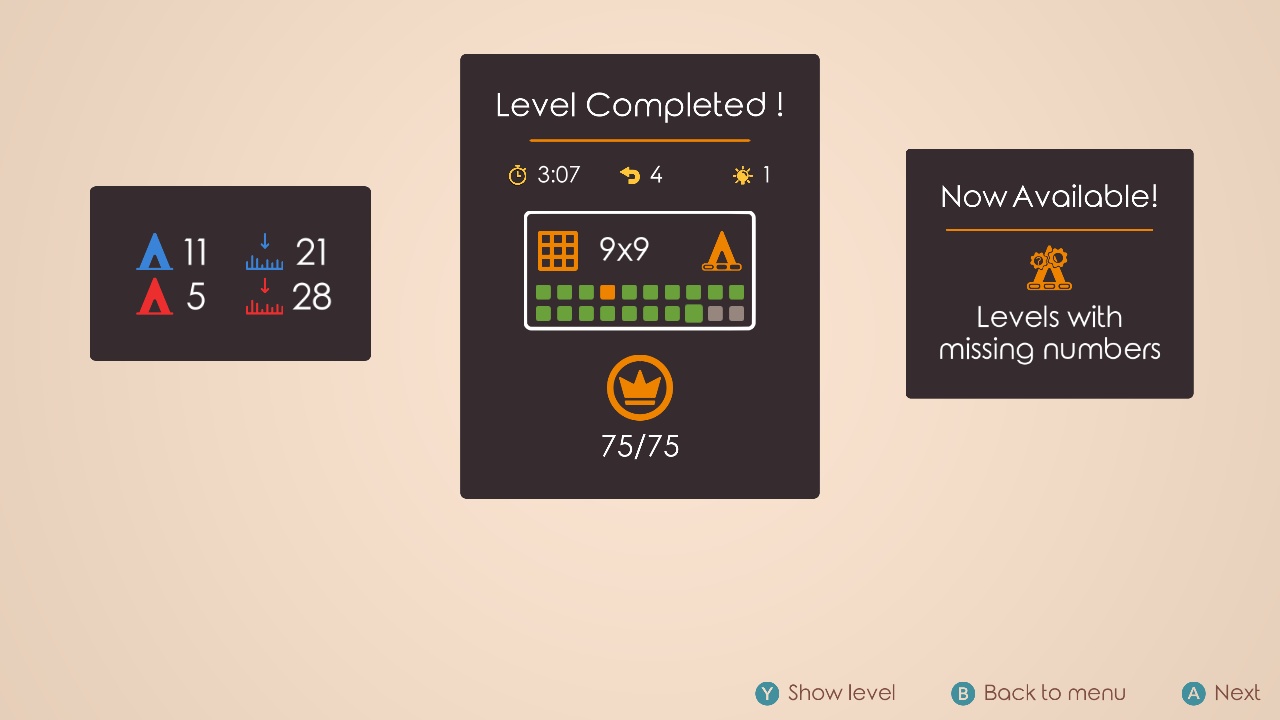 11 21
5 28
Level Completed !
3:07 4 1
9x9
75/75
Now Available!
? ?
Levels with
missing numbers
Y Show level B Back to menu A Next